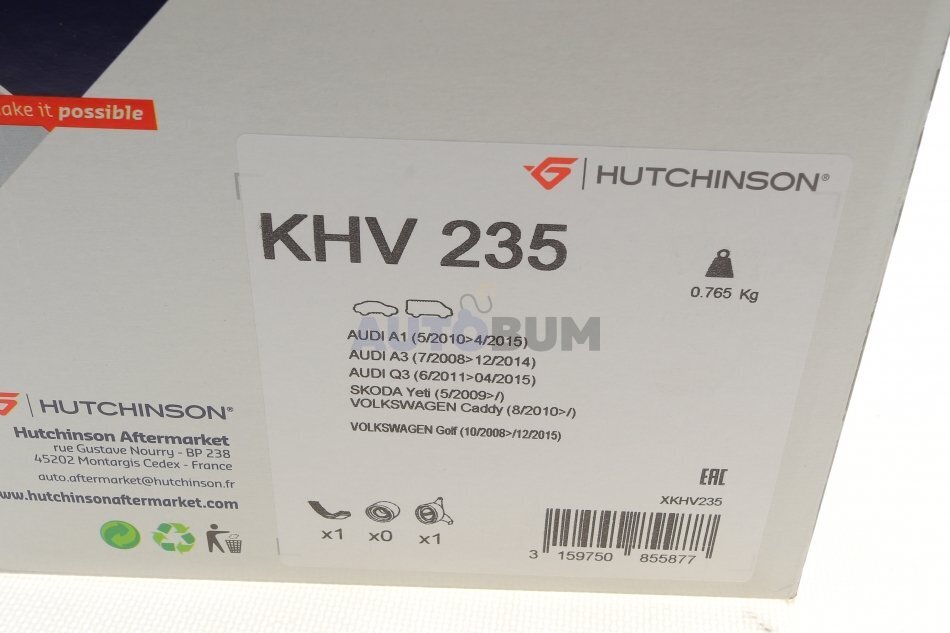 ake it possible
HUTCHINSON®
KHV 235
0.765 Kg
AUTOBUM
AUDI A1 (5/2010>4/2015)
AUDI A3 (7/2008>12/2014)
AUDI Q3 (6/2011>04/2015)
SKODA Yeti (5/2009>/)
VOLKSWAGEN Caddy (8/2010>/)
VOLKSWAGEN Golf (10/2008>/12/2015)
HUTCHINSON®
Hutchinson Aftermarket
rue Gustave Nourry - BP 238
45202 Montargis Cedex - France
auto.aftermarket@hutchinson.fr
www.hutchinsonaftermarket.com
EAC
XKHV235
x1 x0 x1
3 159750 855877